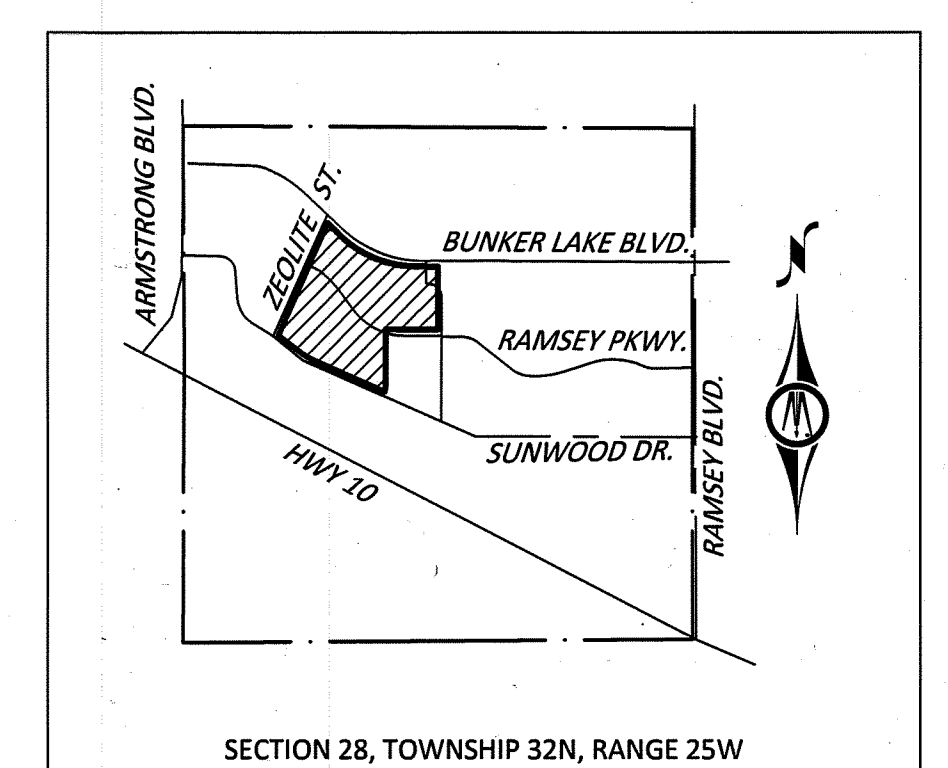 ARMSTRONG BLVD.
ZEOLITE ST.
BUNKER LAKE BLVD.
N
RAMSEY PKWY.
SUNWOOD DR.
RAMSEY BLVD.
HWY 10
SECTION 28, TOWNSHIP 32N, RANGE 25W